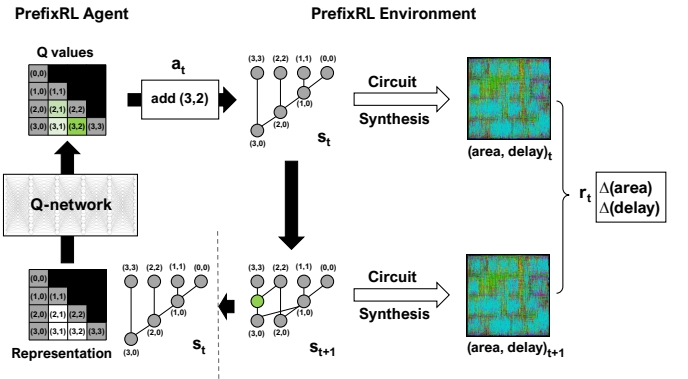 PrefixRL Agent
PrefixRL Environment
Q values
(0,0)
(1,0) (1,1)
(2,0) (2,1) (2,2)
(3,0) (3,1) (3,2) (3,3)
a_t
add (3,2)
(3,3) (2,2) (1,1) (0,0)
(1,0)
(2,0)
(3,0)
s_t
Circuit
Synthesis
(area, delay)_t
Q-network
r_t
Δ(area)
Δ(delay)
(0,0)
(1,0) (1,1)
(2,0) (2,1) (2,2)
(3,0) (3,1) (3,2) (3,3)
Representation
(3,3) (2,2) (1,1) (0,0)
(1,0)
(2,0)
(3,0)
s_t
(3,3) (2,2) (1,1) (0,0)
(1,0)
(3,0) (2,0)
s_{t+1}
Circuit
Synthesis
(area, delay)_{t+1}